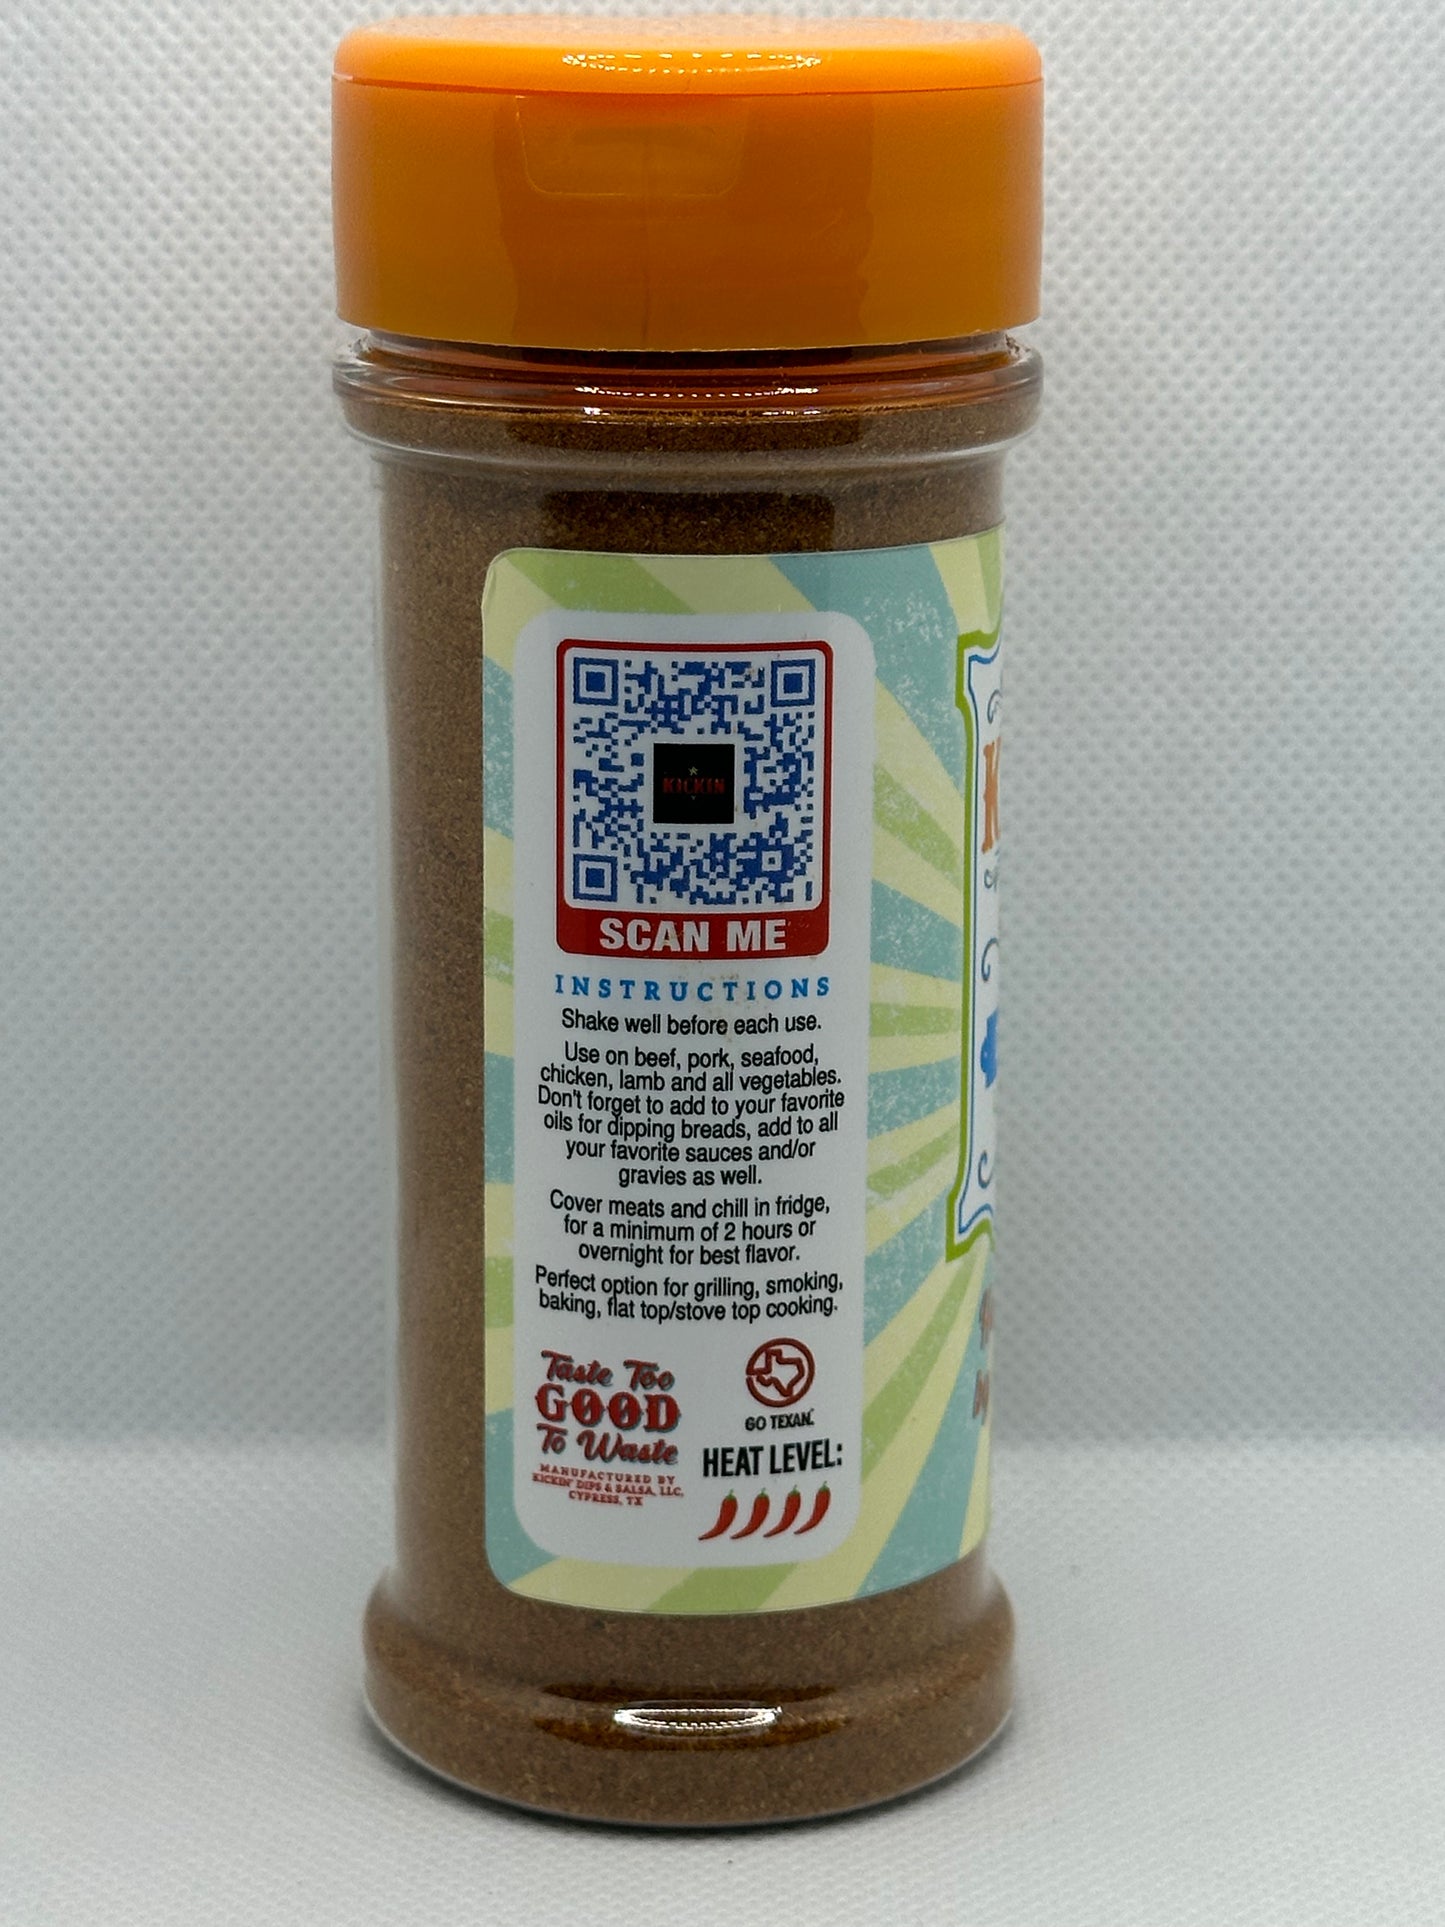 KICKIN
SCAN ME
INSTRUCTIONS
Shake well before each use.
Use on beef, pork, seafood,
chicken, lamb and all vegetables.
Don't forget to add to your favorite
oils for dipping breads, add to all
your favorite sauces and/or
gravies as well.
Cover meats and chill in fridge,
for a minimum of 2 hours or
overnight for best flavor.
Perfect option for grilling, smoking,
baking, flat top/stove top cooking.
Taste Too
GOOD
To Waste
MANUFACTURED BY
KICKIN' DIPS & SALSA, LLC,
CYPRESS, TX
GO TEXAN.
HEAT LEVEL: